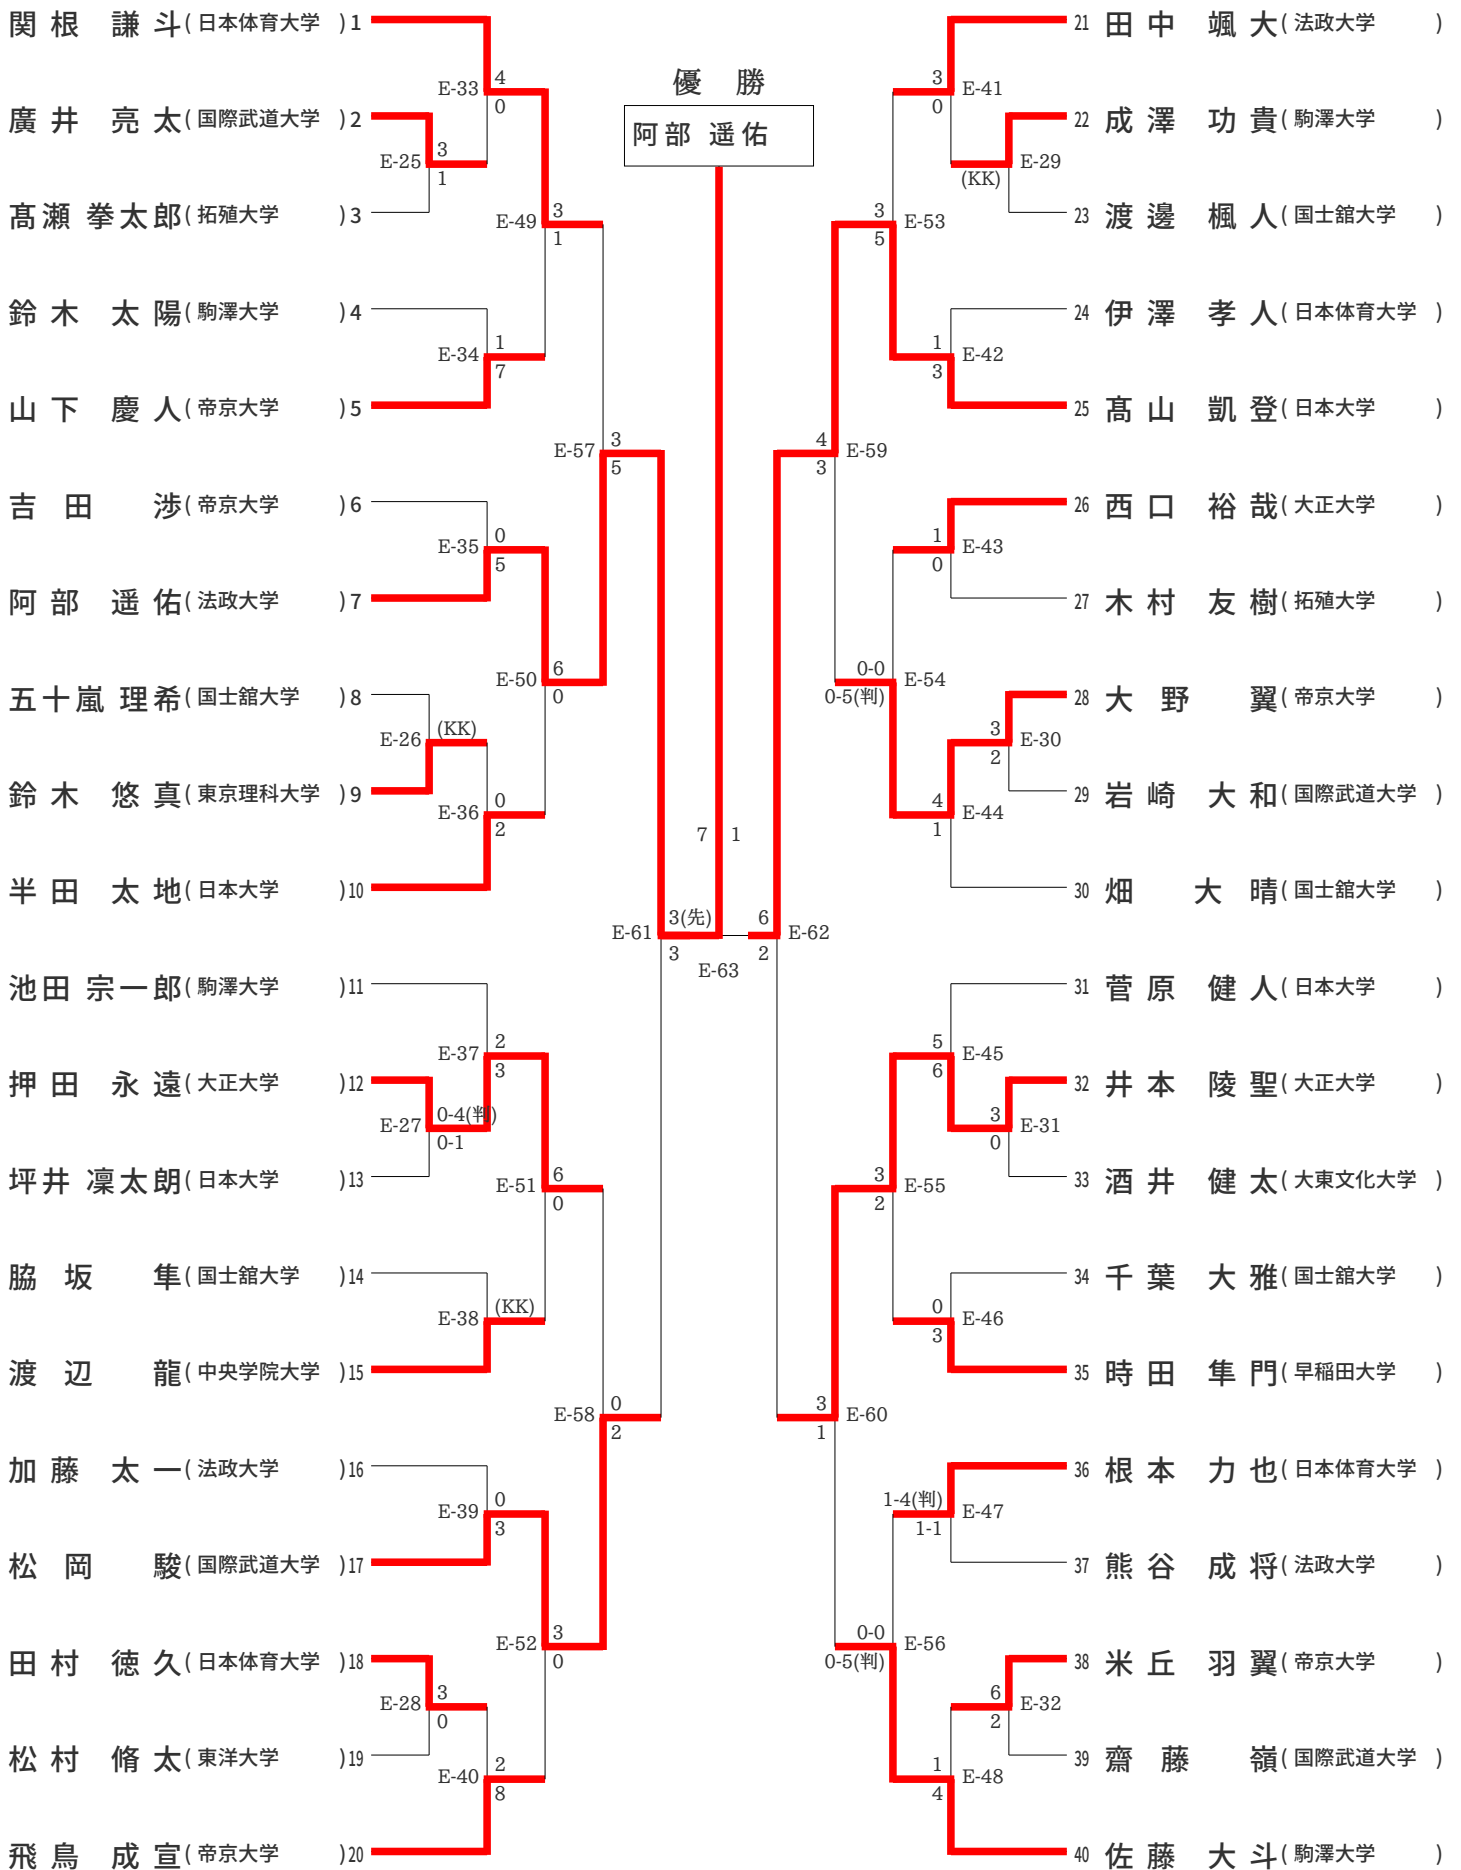 優 勝
阿部 遥佑
関根 謙斗(日本体育大学)1
E-33 4
0
廣井 亮太(国際武道大学)2
E-25 3
1
髙瀬 拳太郎(拓殖大学)3
E-49 3
1
鈴木 太陽(駒澤大学)4
E-34 1
7
山下 慶人(帝京大学)5
E-57 3
5
吉田 渉(帝京大学)6
E-35 0
5
阿部 遥佑(法政大学)7
E-50 6
0
五十嵐 理希(国士舘大学)8
E-26 (KK)
鈴木 悠真(東京理科大学)9
E-36 0
2
半田 太地(日本大学)10
7 1
E-61 3(先)
3
E-63
6 E-62
2
池田 宗一郎(駒澤大学)11
E-37 2
3
押田 永遠(大正大学)12
E-27 0-4(判)
0-1
坪井 凜太朗(日本大学)13
E-51 6
0
脇坂 隼(国士舘大学)14
E-38 (KK)
渡辺 龍(中央学院大学)15
E-58 0
2
加藤 太一(法政大学)16
E-39 0
3
松岡 駿(国際武道大学)17
E-52 3
0
田村 徳久(日本体育大学)18
E-28 3
0
松村 脩太(東洋大学)19
E-40 2
8
飛鳥 成宣(帝京大学)20
21 田中 颯大(法政大学)
3 E-41
0
22 成澤 功貴(駒澤大学)
(KK) E-29
23 渡邊 楓人(国士舘大学)
3 E-53
5
24 伊澤 孝人(日本体育大学)
1 E-42
3
25 髙山 凱登(日本大学)
4 E-59
3
26 西口 裕哉(大正大学)
1 E-43
0
27 木村 友樹(拓殖大学)
0-0 E-54
0-5(判)
28 大野 翼(帝京大学)
3 E-30
2
29 岩崎 大和(国際武道大学)
4 E-44
1
30 畑 大晴(国士舘大学)
31 菅原 健人(日本大学)
5 E-45
6
32 井本 陵聖(大正大学)
3 E-31
0
33 酒井 健太(大東文化大学)
3 E-55
2
34 千葉 大雅(国士舘大学)
0 E-46
3
35 時田 隼門(早稲田大学)
3 E-60
1
36 根本 力也(日本体育大学)
1-4(判) E-47
1-1
37 熊谷 成将(法政大学)
0-0 E-56
0-5(判)
38 米丘 羽翼(帝京大学)
6 E-32
2
39 齋藤 嶺(国際武道大学)
1 E-48
4
40 佐藤 大斗(駒澤大学)